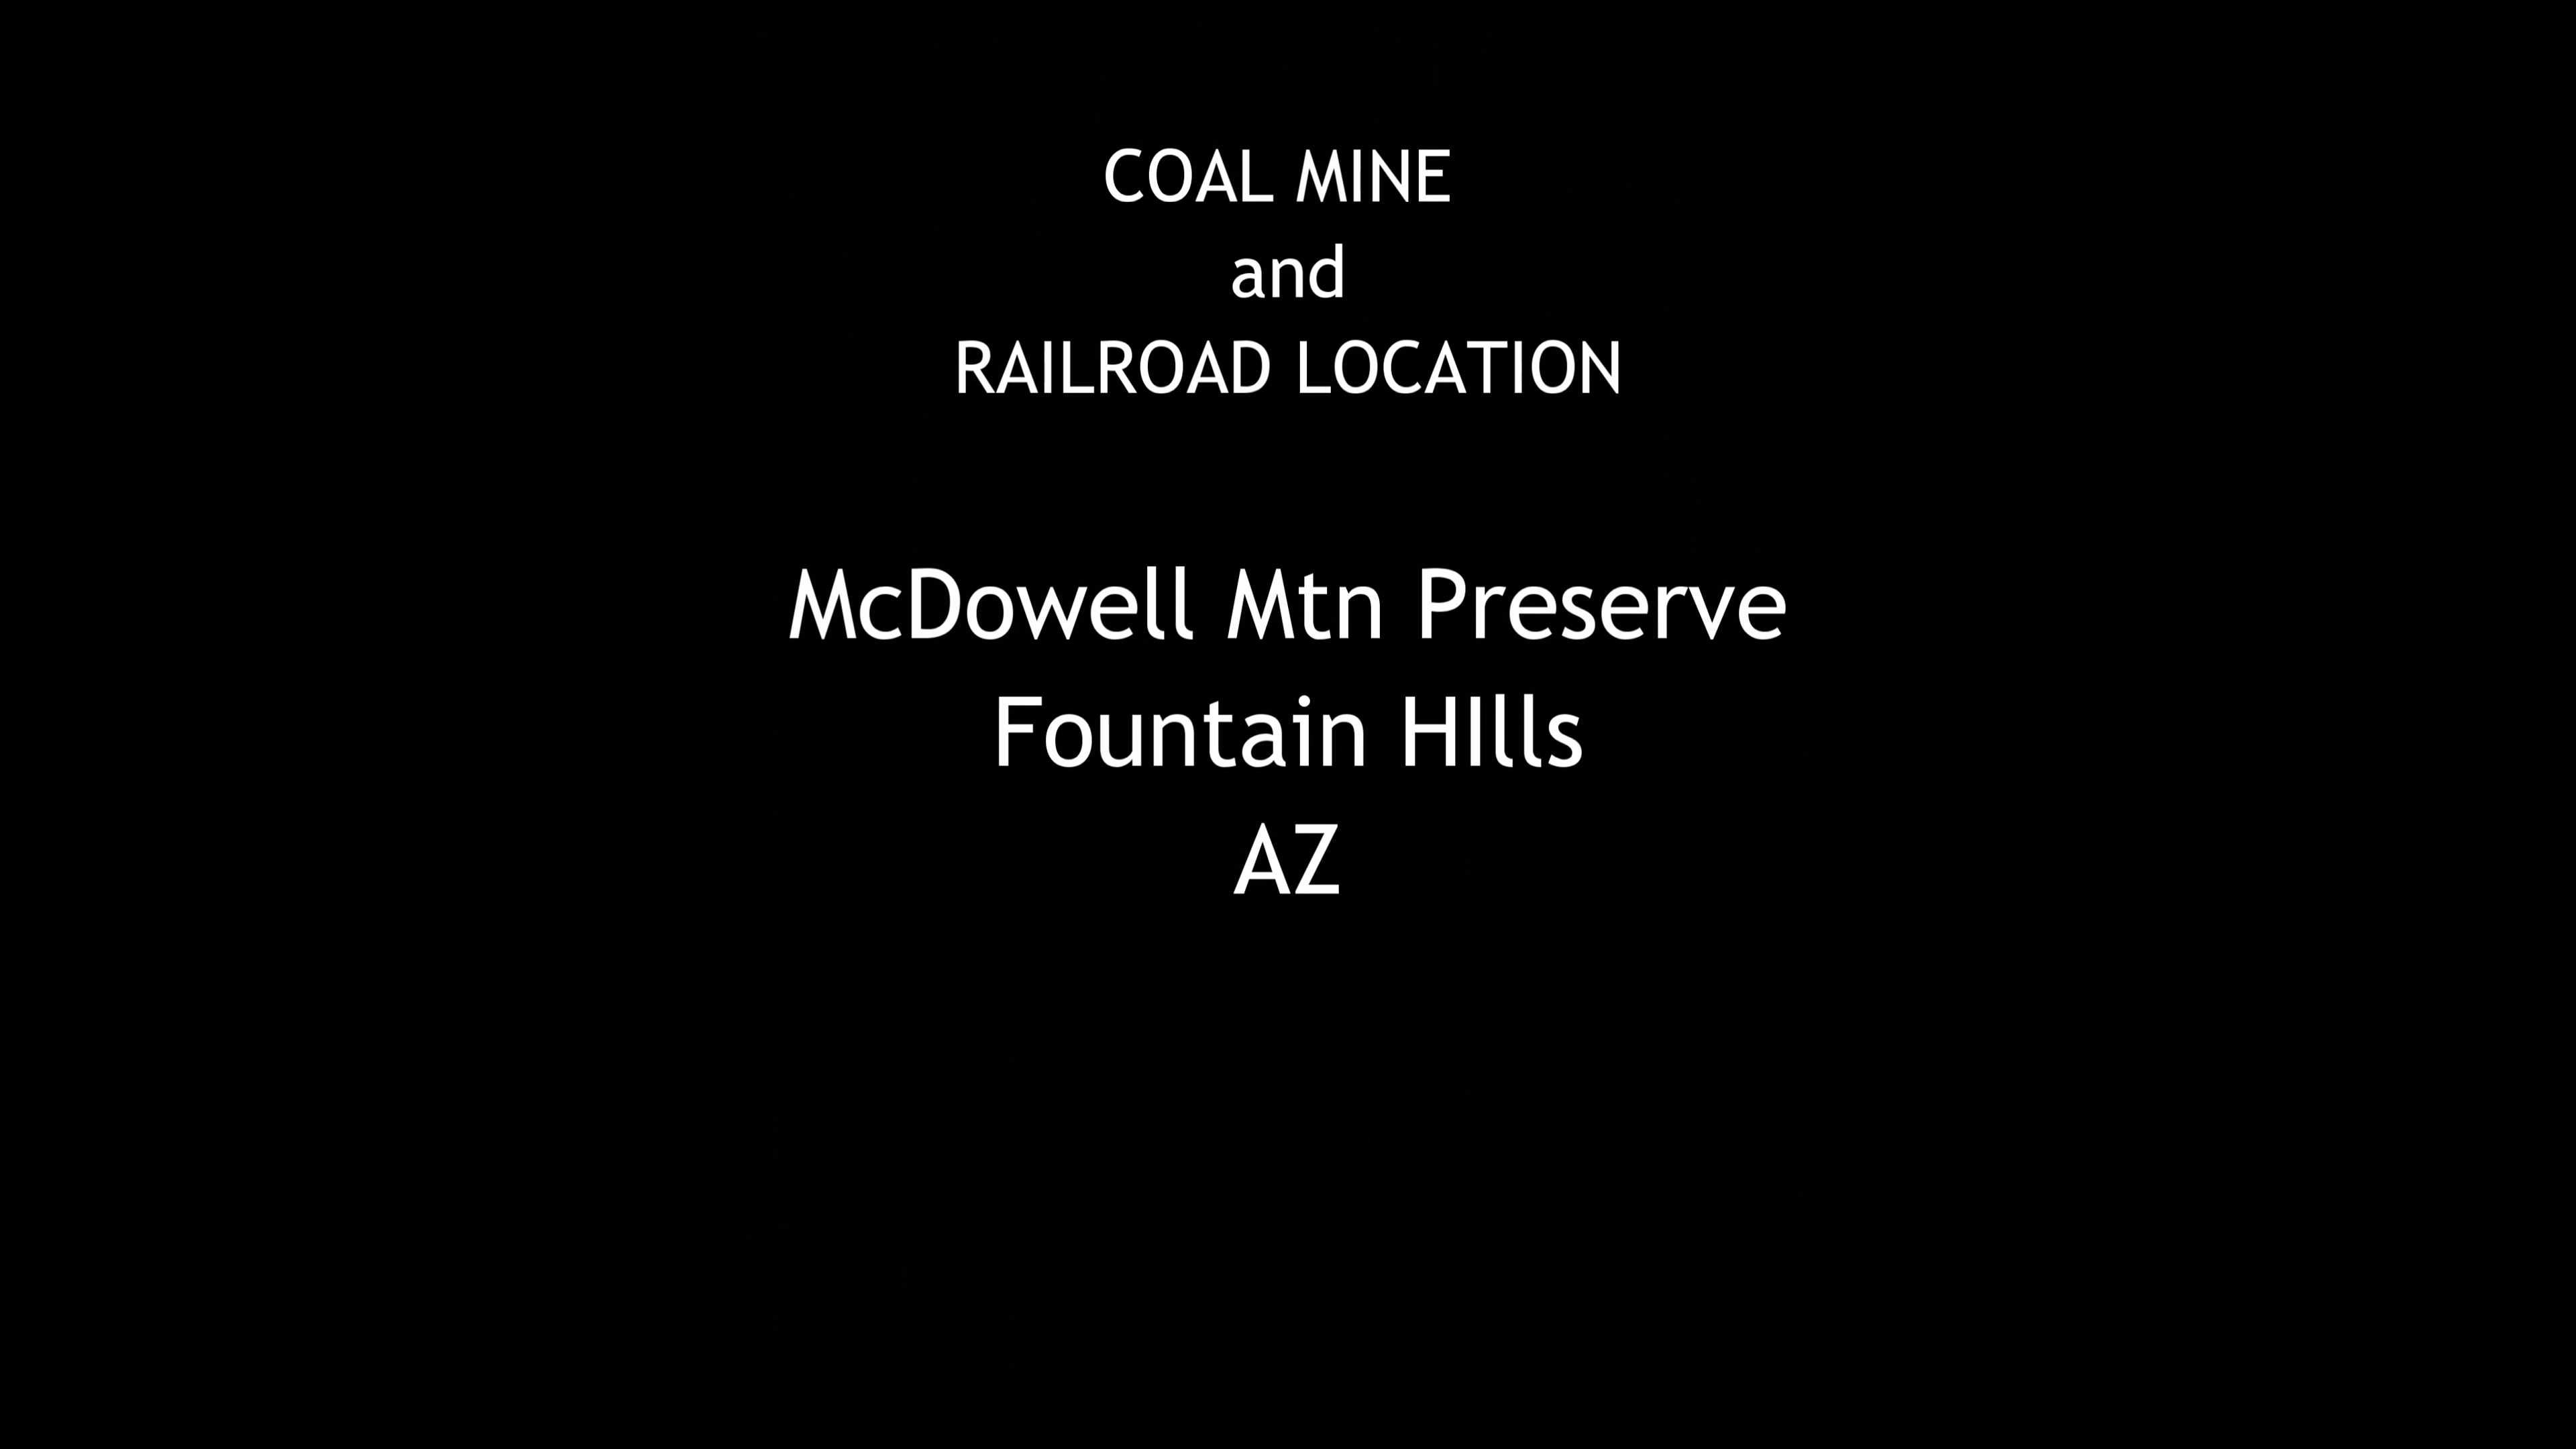 COAL MINE
and
RAILROAD LOCATION
McDowell Mtn Preserve
Fountain HIlls
AZ